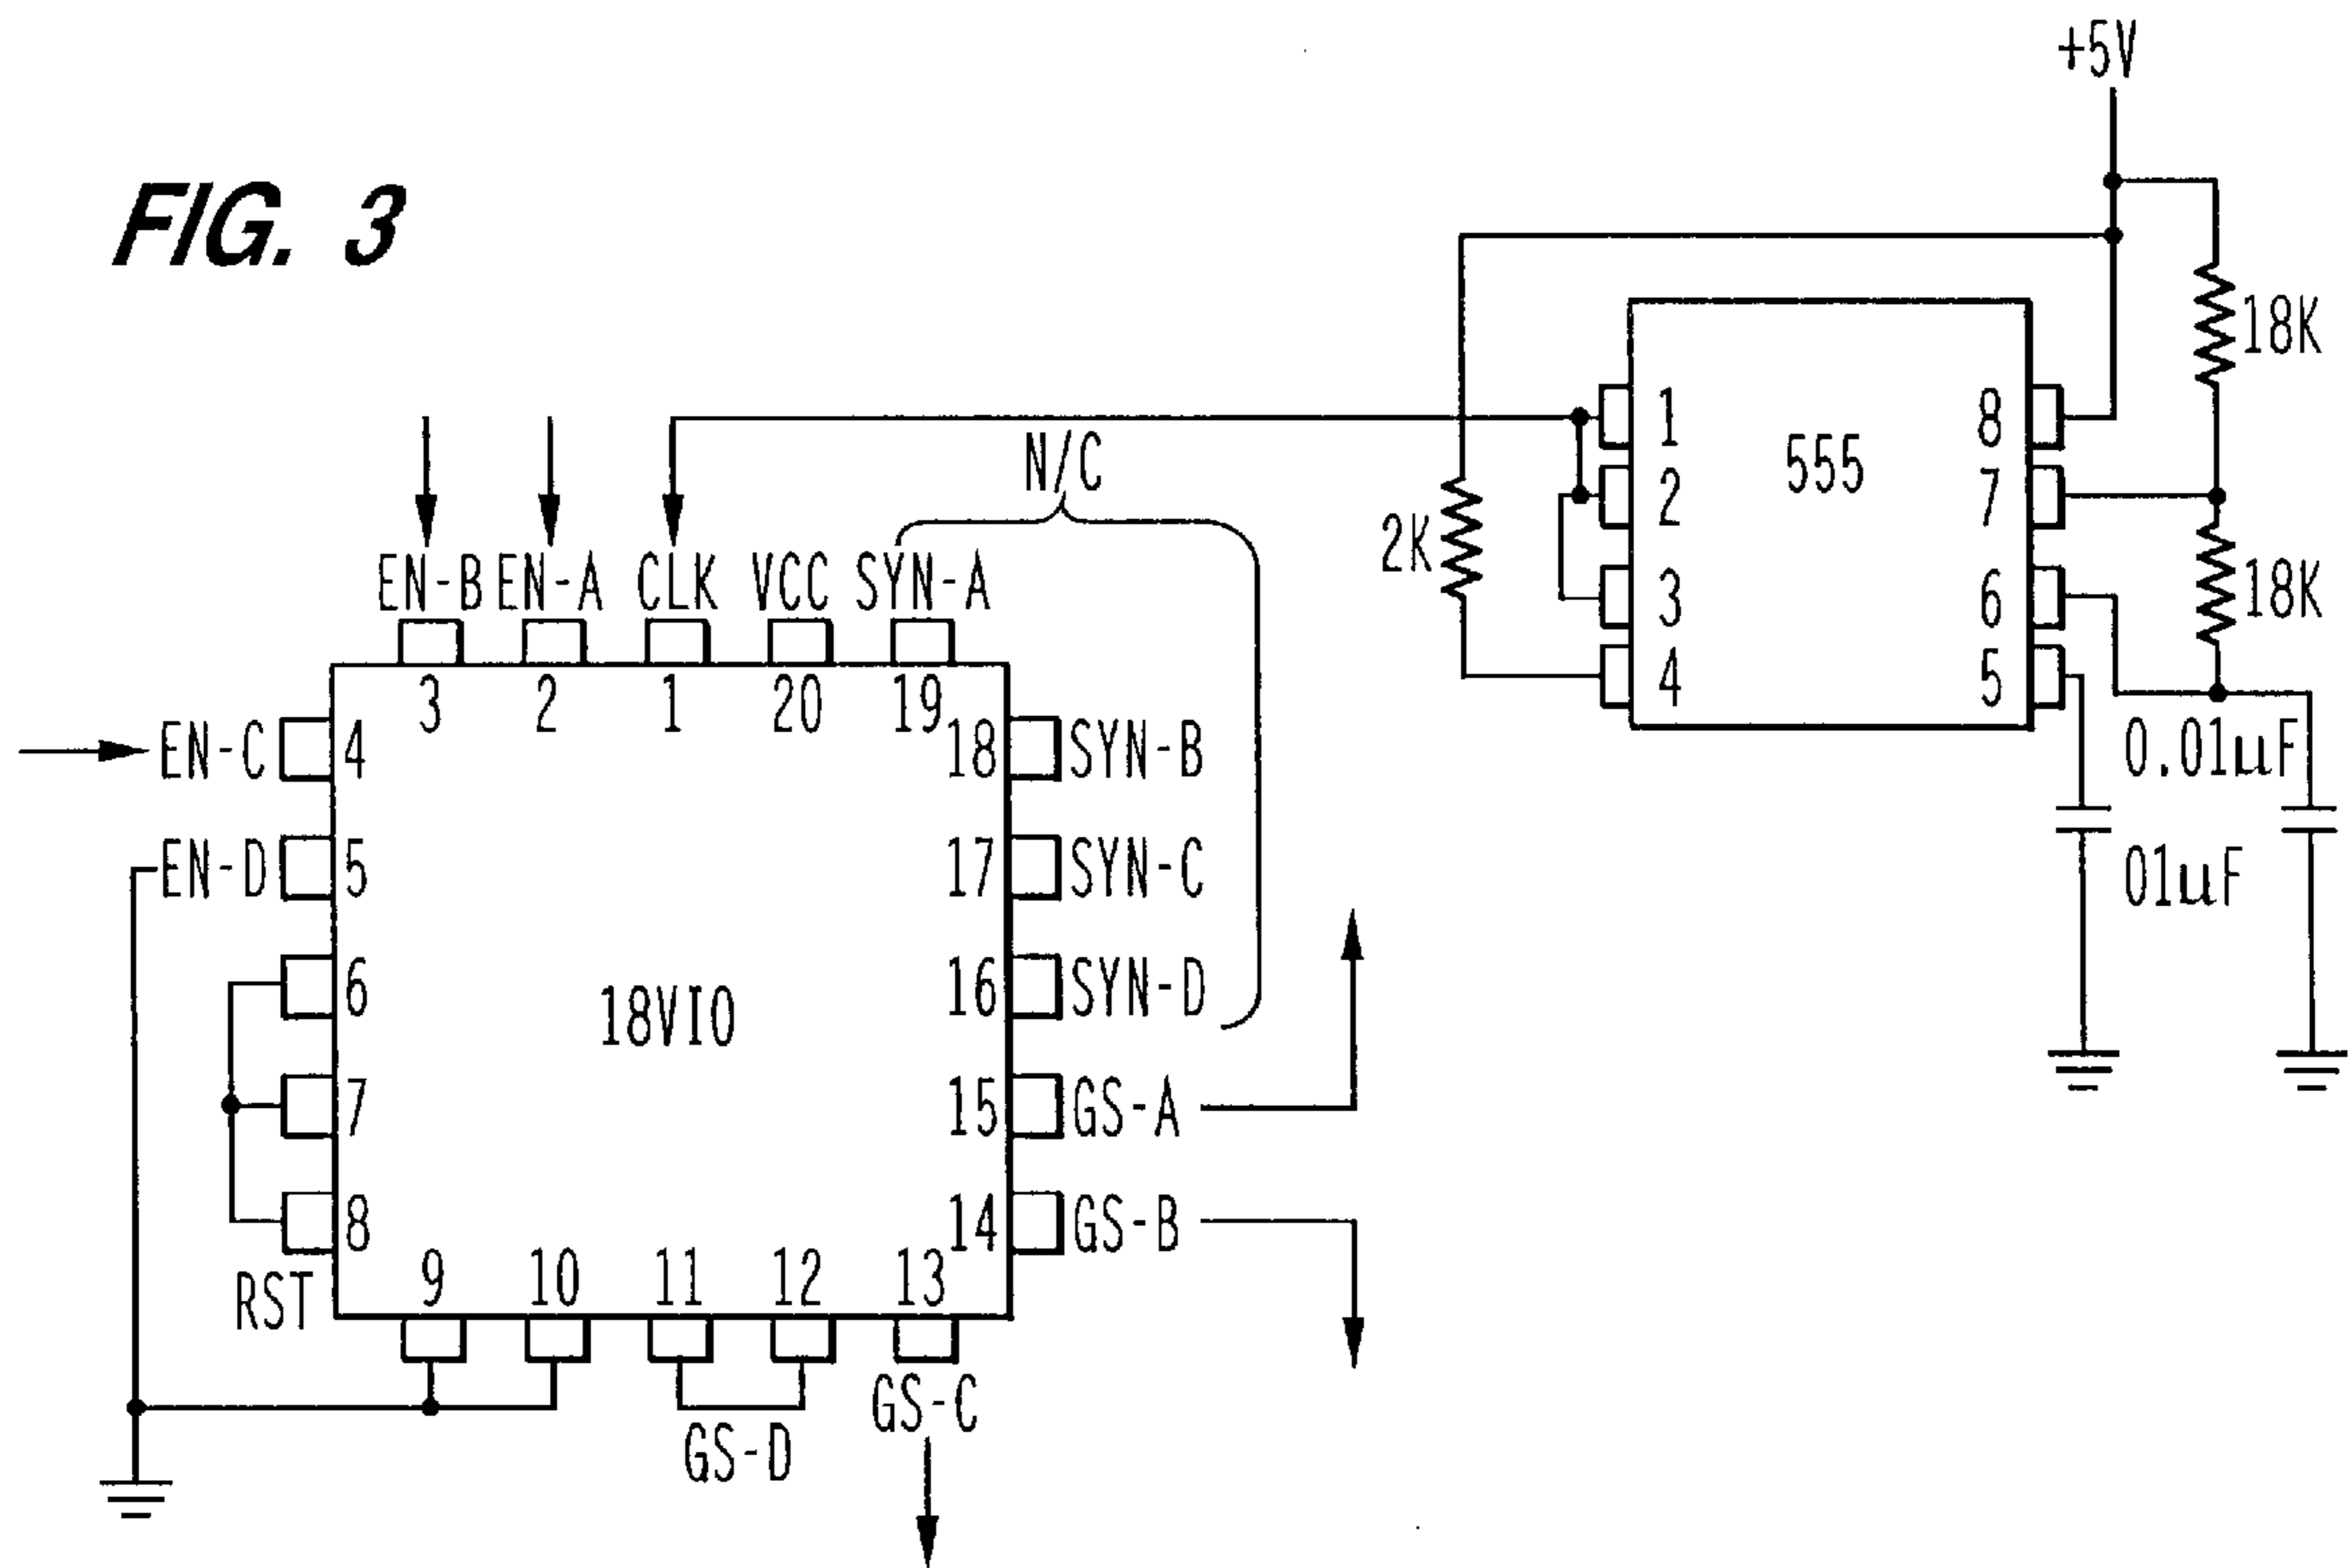 FIG. 3
+5V
18K
18K
2K
555
1
2
3
4
8
7
6
5
0.01µF
01µF
N/C
EN-B EN-A CLK VCC SYN-A
3 2 1 20 19
EN-C 4
EN-D 5
6
7
8
RST
18VIO
18 SYN-B
17 SYN-C
16 SYN-D
15 GS-A
14 GS-B
9 10 11 12 13
GS-D
GS-C